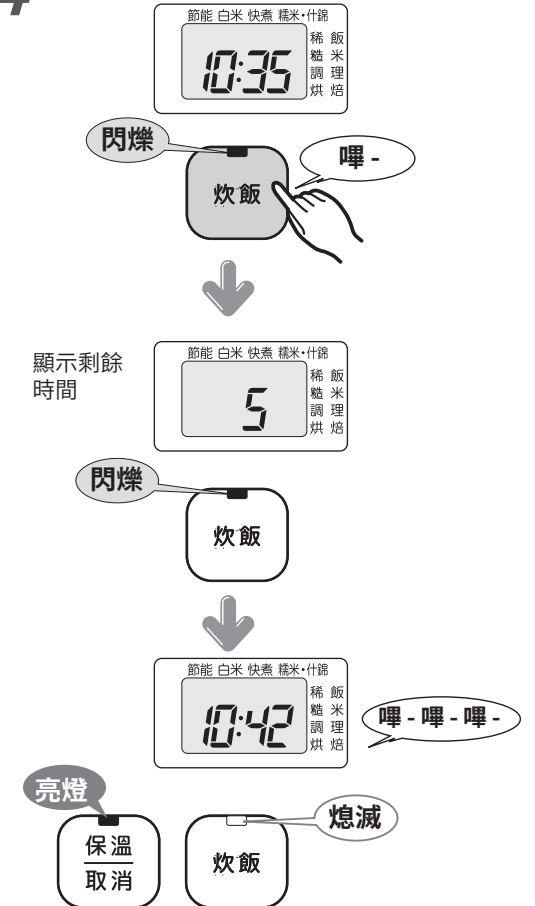 4
節能 白米 快煮 糯米・什錦
10:35
稀 飯
糙 米
調 理
烘 焙
閃爍
嗶 -
炊飯
顯示剩餘
時間
節能 白米 快煮 糯米・什錦
5
稀 飯
糙 米
調 理
烘 焙
閃爍
炊飯
節能 白米 快煮 糯米・什錦
10:42
稀 飯
糙 米
調 理
烘 焙
嗶 - 嗶 - 嗶 -
亮燈
熄滅
保溫
取消
炊飯